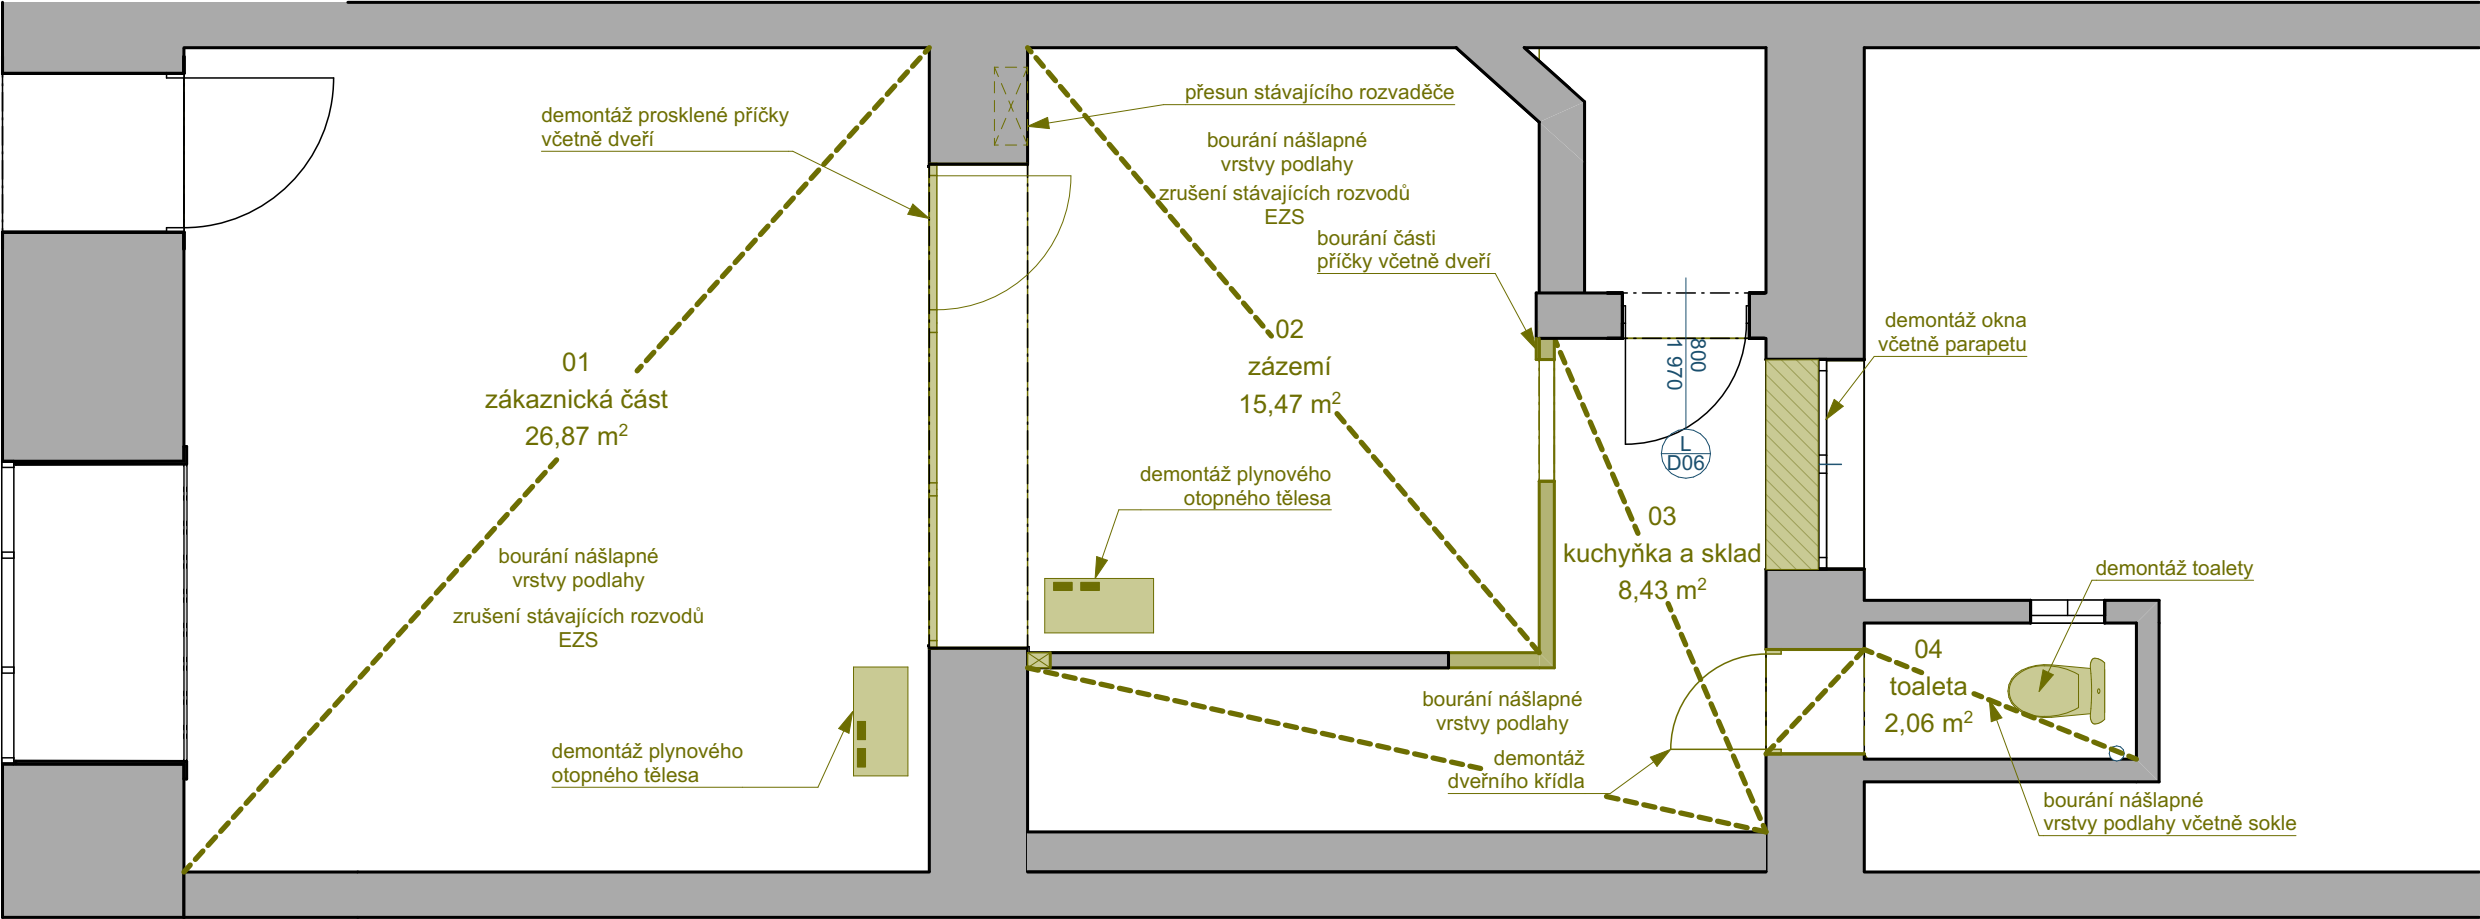 demontáž prosklené příčky
včetně dveří
přesun stávajícího rozvaděče
bourání nášlapné
vrstvy podlahy
zrušení stávajících rozvodů
EZS
bourání části
příčky včetně dveří
demontáž okna
včetně parapetu
01
zákaznická část
26,87 m²
02
zázemí
15,47 m²
800
1 970
L
D06
demontáž plynového
otopného tělesa
03
kuchyňka a sklad
8,43 m²
bourání nášlapné
vrstvy podlahy
zrušení stávajících rozvodů
EZS
demontáž toalety
04
toaleta
2,06 m²
bourání nášlapné
vrstvy podlahy
demontáž
dveřního křídla
demontáž plynového
otopného tělesa
bourání nášlapné
vrstvy podlahy včetně sokle